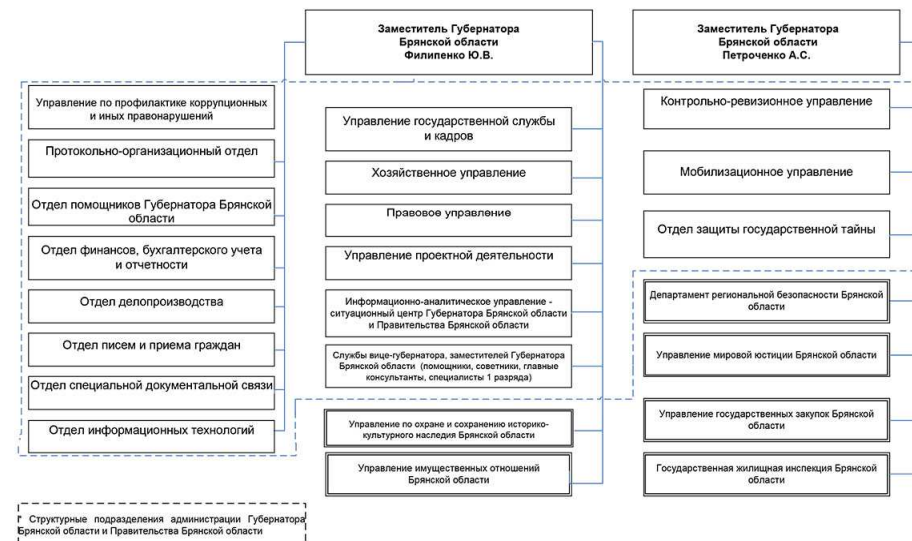 Заместитель Губернатора
Брянской области
Филипенко Ю.В.
Заместитель Губернатора
Брянской области
Петроченко А.С.
Управление по профилактике коррупционных
и иных правонарушений
Протокольно-организационный отдел
Отдел помощников Губернатора Брянской
области
Отдел финансов, бухгалтерского учета
и отчетности
Отдел делопроизводства
Отдел писем и приема граждан
Отдел специальной документальной связи
Отдел информационных технологий
Управление государственной службы
и кадров
Хозяйственное управление
Правовое управление
Управление проектной деятельности
Информационно-аналитическое управление -
ситуационный центр Губернатора Брянской области
и Правительства Брянской области
Службы вице-губернатора, заместителей Губернатора
Брянской области (помощники, советники, главные
консультанты, специалисты 1 разряда)
Управление по охране и сохранению историко-
культурного наследия Брянской области
Управление имущественных отношений
Брянской области
Контрольно-ревизионное управление
Мобилизационное управление
Отдел защиты государственной тайны
Департамент региональной безопасности Брянской
области
Управление мировой юстиции Брянской области
Управление государственных закупок Брянской
области
Государственная жилищная инспекция Брянской
области
* Структурные подразделения администрации Губернатора
Брянской области и Правительства Брянской области